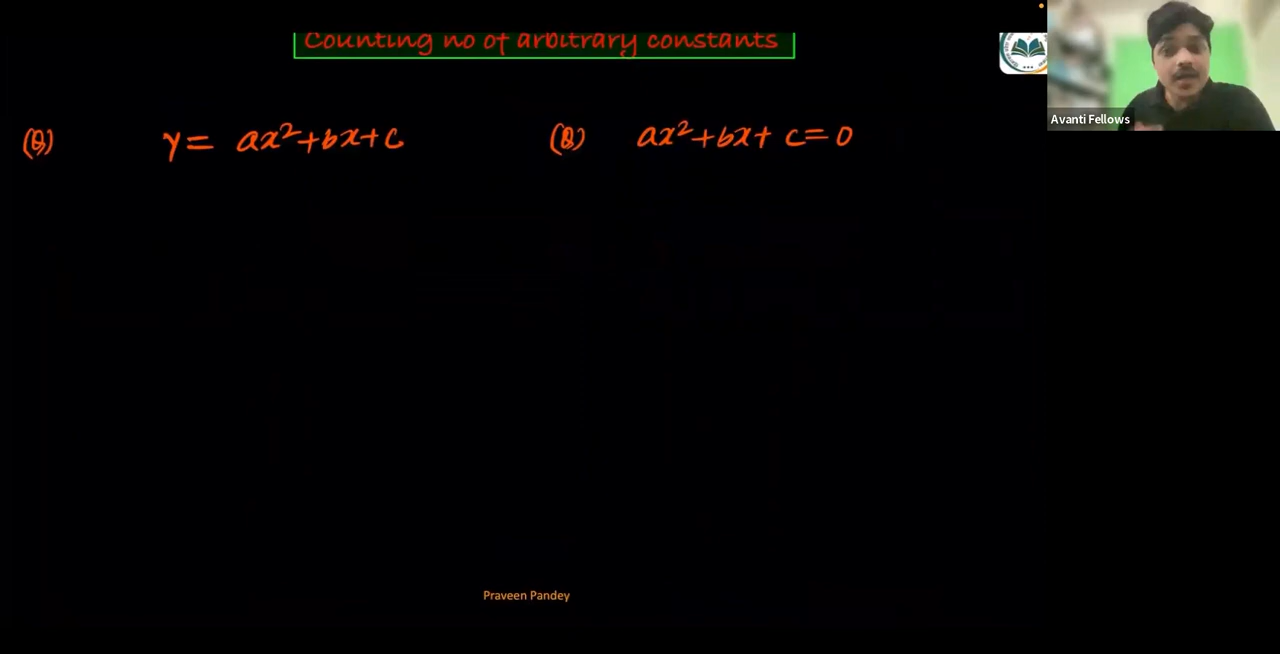 Counting no of arbitrary constants
Avanti Fellows
(Q) y = ax²+bx+c
(Q) ax²+bx+ c=0
Praveen Pandey